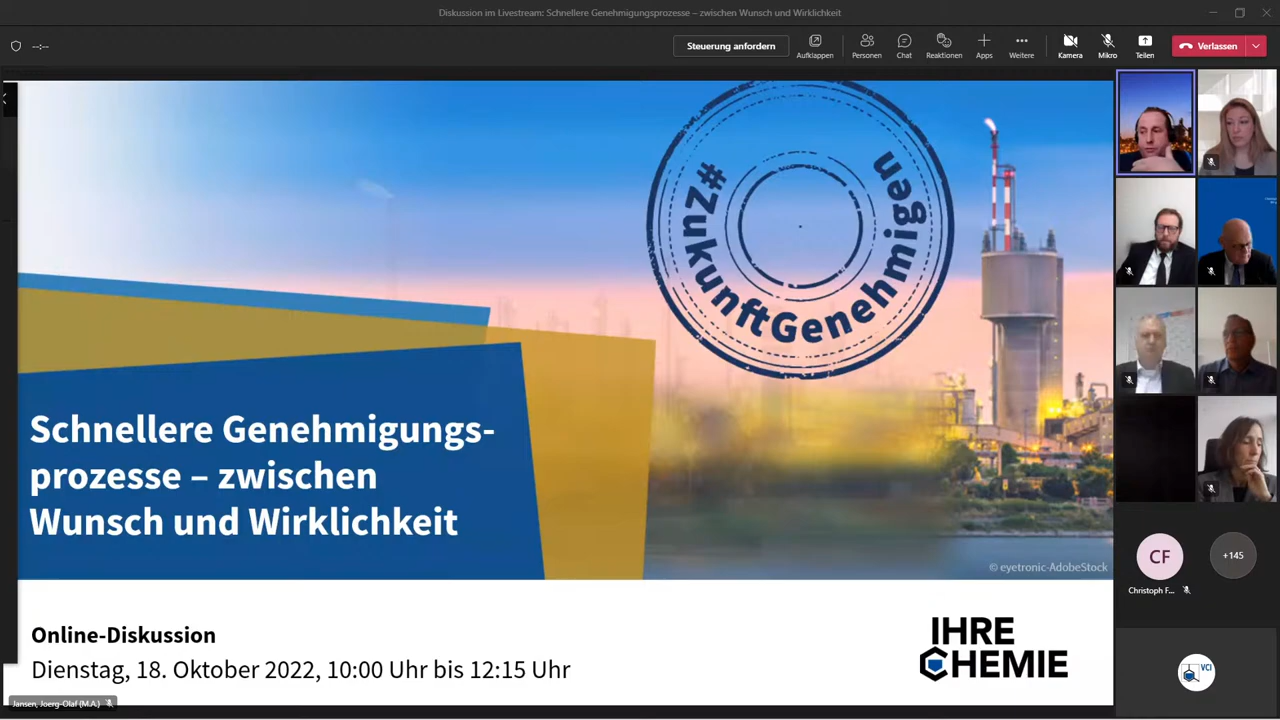 Diskussion im Livestream: Schnellere Genehmigungsprozesse – zwischen Wunsch und Wirklichkeit
--:--
Steuerung anfordern
Aufklappen
Personen
Chat
Reaktionen
Apps
Weitere
Kamera
Mikro
Teilen
Verlassen
#ZukunftGenehmigen
Schnellere Genehmigungs-
prozesse – zwischen
Wunsch und Wirklichkeit
© eyetronic-AdobeStock
Online-Diskussion
Dienstag, 18. Oktober 2022, 10:00 Uhr bis 12:15 Uhr
IHRE
CHEMIE
Jansen, Joerg-Olaf (M.A.)
CF
+145
Christoph F...
VCI